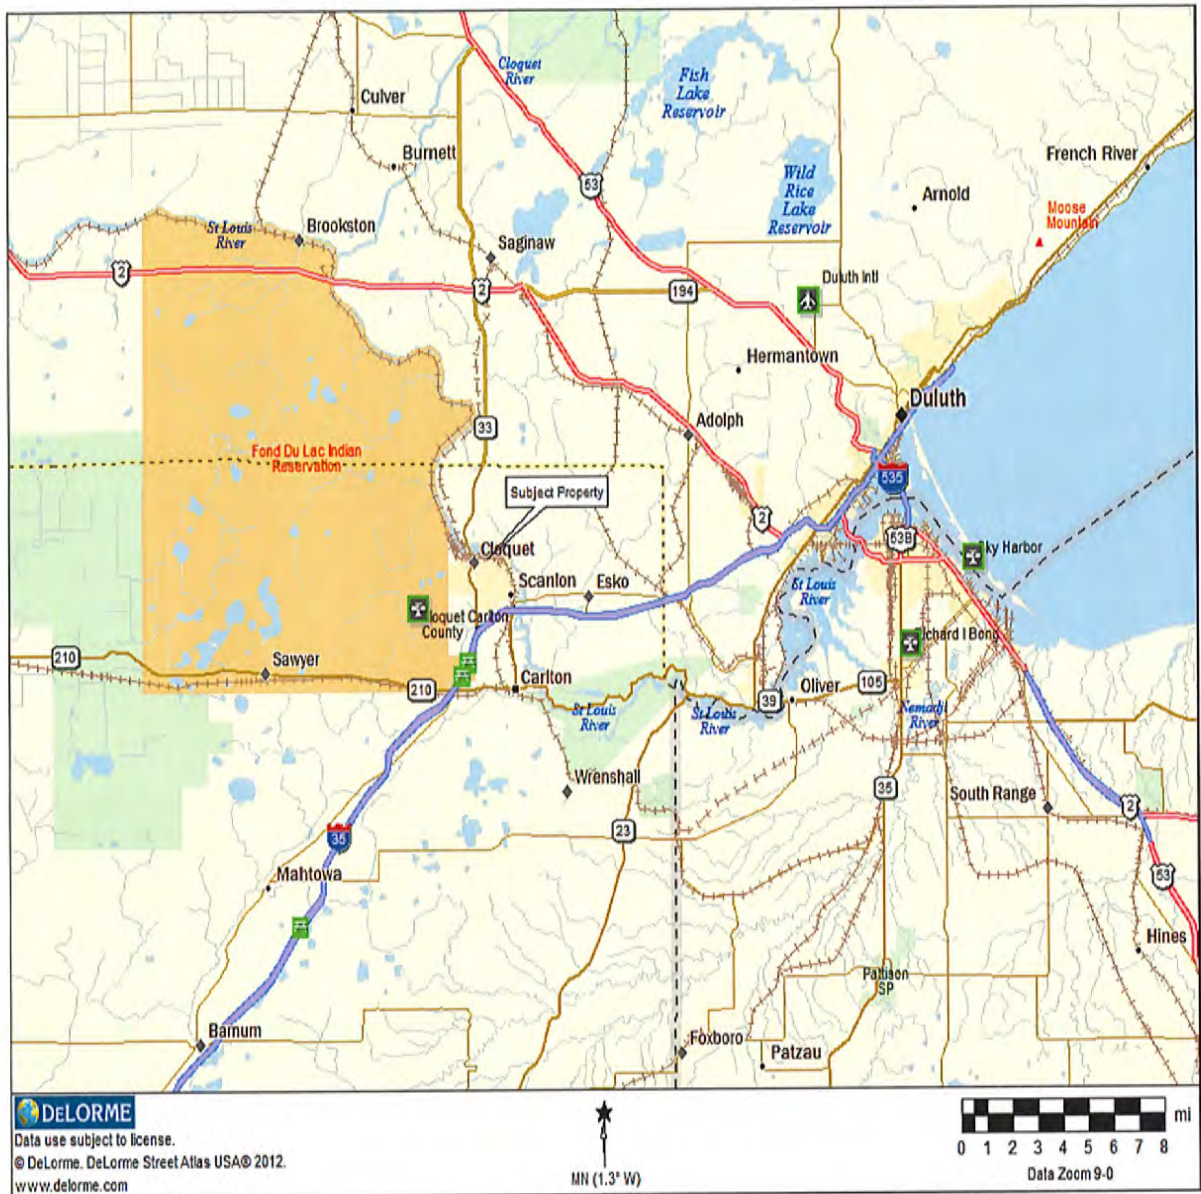 Cloquet
River
Fish
Lake
Reservoir
Culver
Burnett
French River
53
Wild
Rice
Lake
Reservoir
Arnold
Moose
Mountain
St Louis
River
Brookston
Saginaw
2
2
194
Duluth Intl
Hermantown
Duluth
33
Adolph
Fond Du Lac Indian
Reservation
535
Subject Property
2
53B
Sky Harbor
Cloquet
Scanlon
Esko
St Louis
River
Cloquet Carlton
County
Richard I Bong
210
Sawyer
210
Carlton
105
Oliver
39
St Louis
River
St Louis
River
Nemadji
River
Wrenshall
35
South Range
2
23
35
Mahtowa
53
Hines
Pattison
SP
Barnum
Foxboro
Patzau
DELORME
Data use subject to license.
© DeLorme. DeLorme Street Atlas USA® 2012.
www.delorme.com
MN (1.3° W)
mi
0 1 2 3 4 5 6 7 8
Data Zoom 9-0